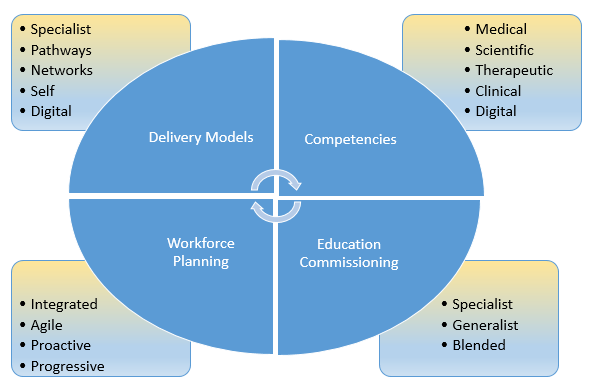 • Specialist
• Pathways
• Networks
• Self
• Digital
• Medical
• Scientific
• Therapeutic
• Clinical
• Digital
Delivery Models
Competencies
Workforce
Planning
Education
Commissioning
• Integrated
• Agile
• Proactive
• Progressive
• Specialist
• Generalist
• Blended